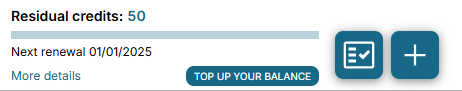 Residual credits: 50
Next renewal 01/01/2025
More details
TOP UP YOUR BALANCE